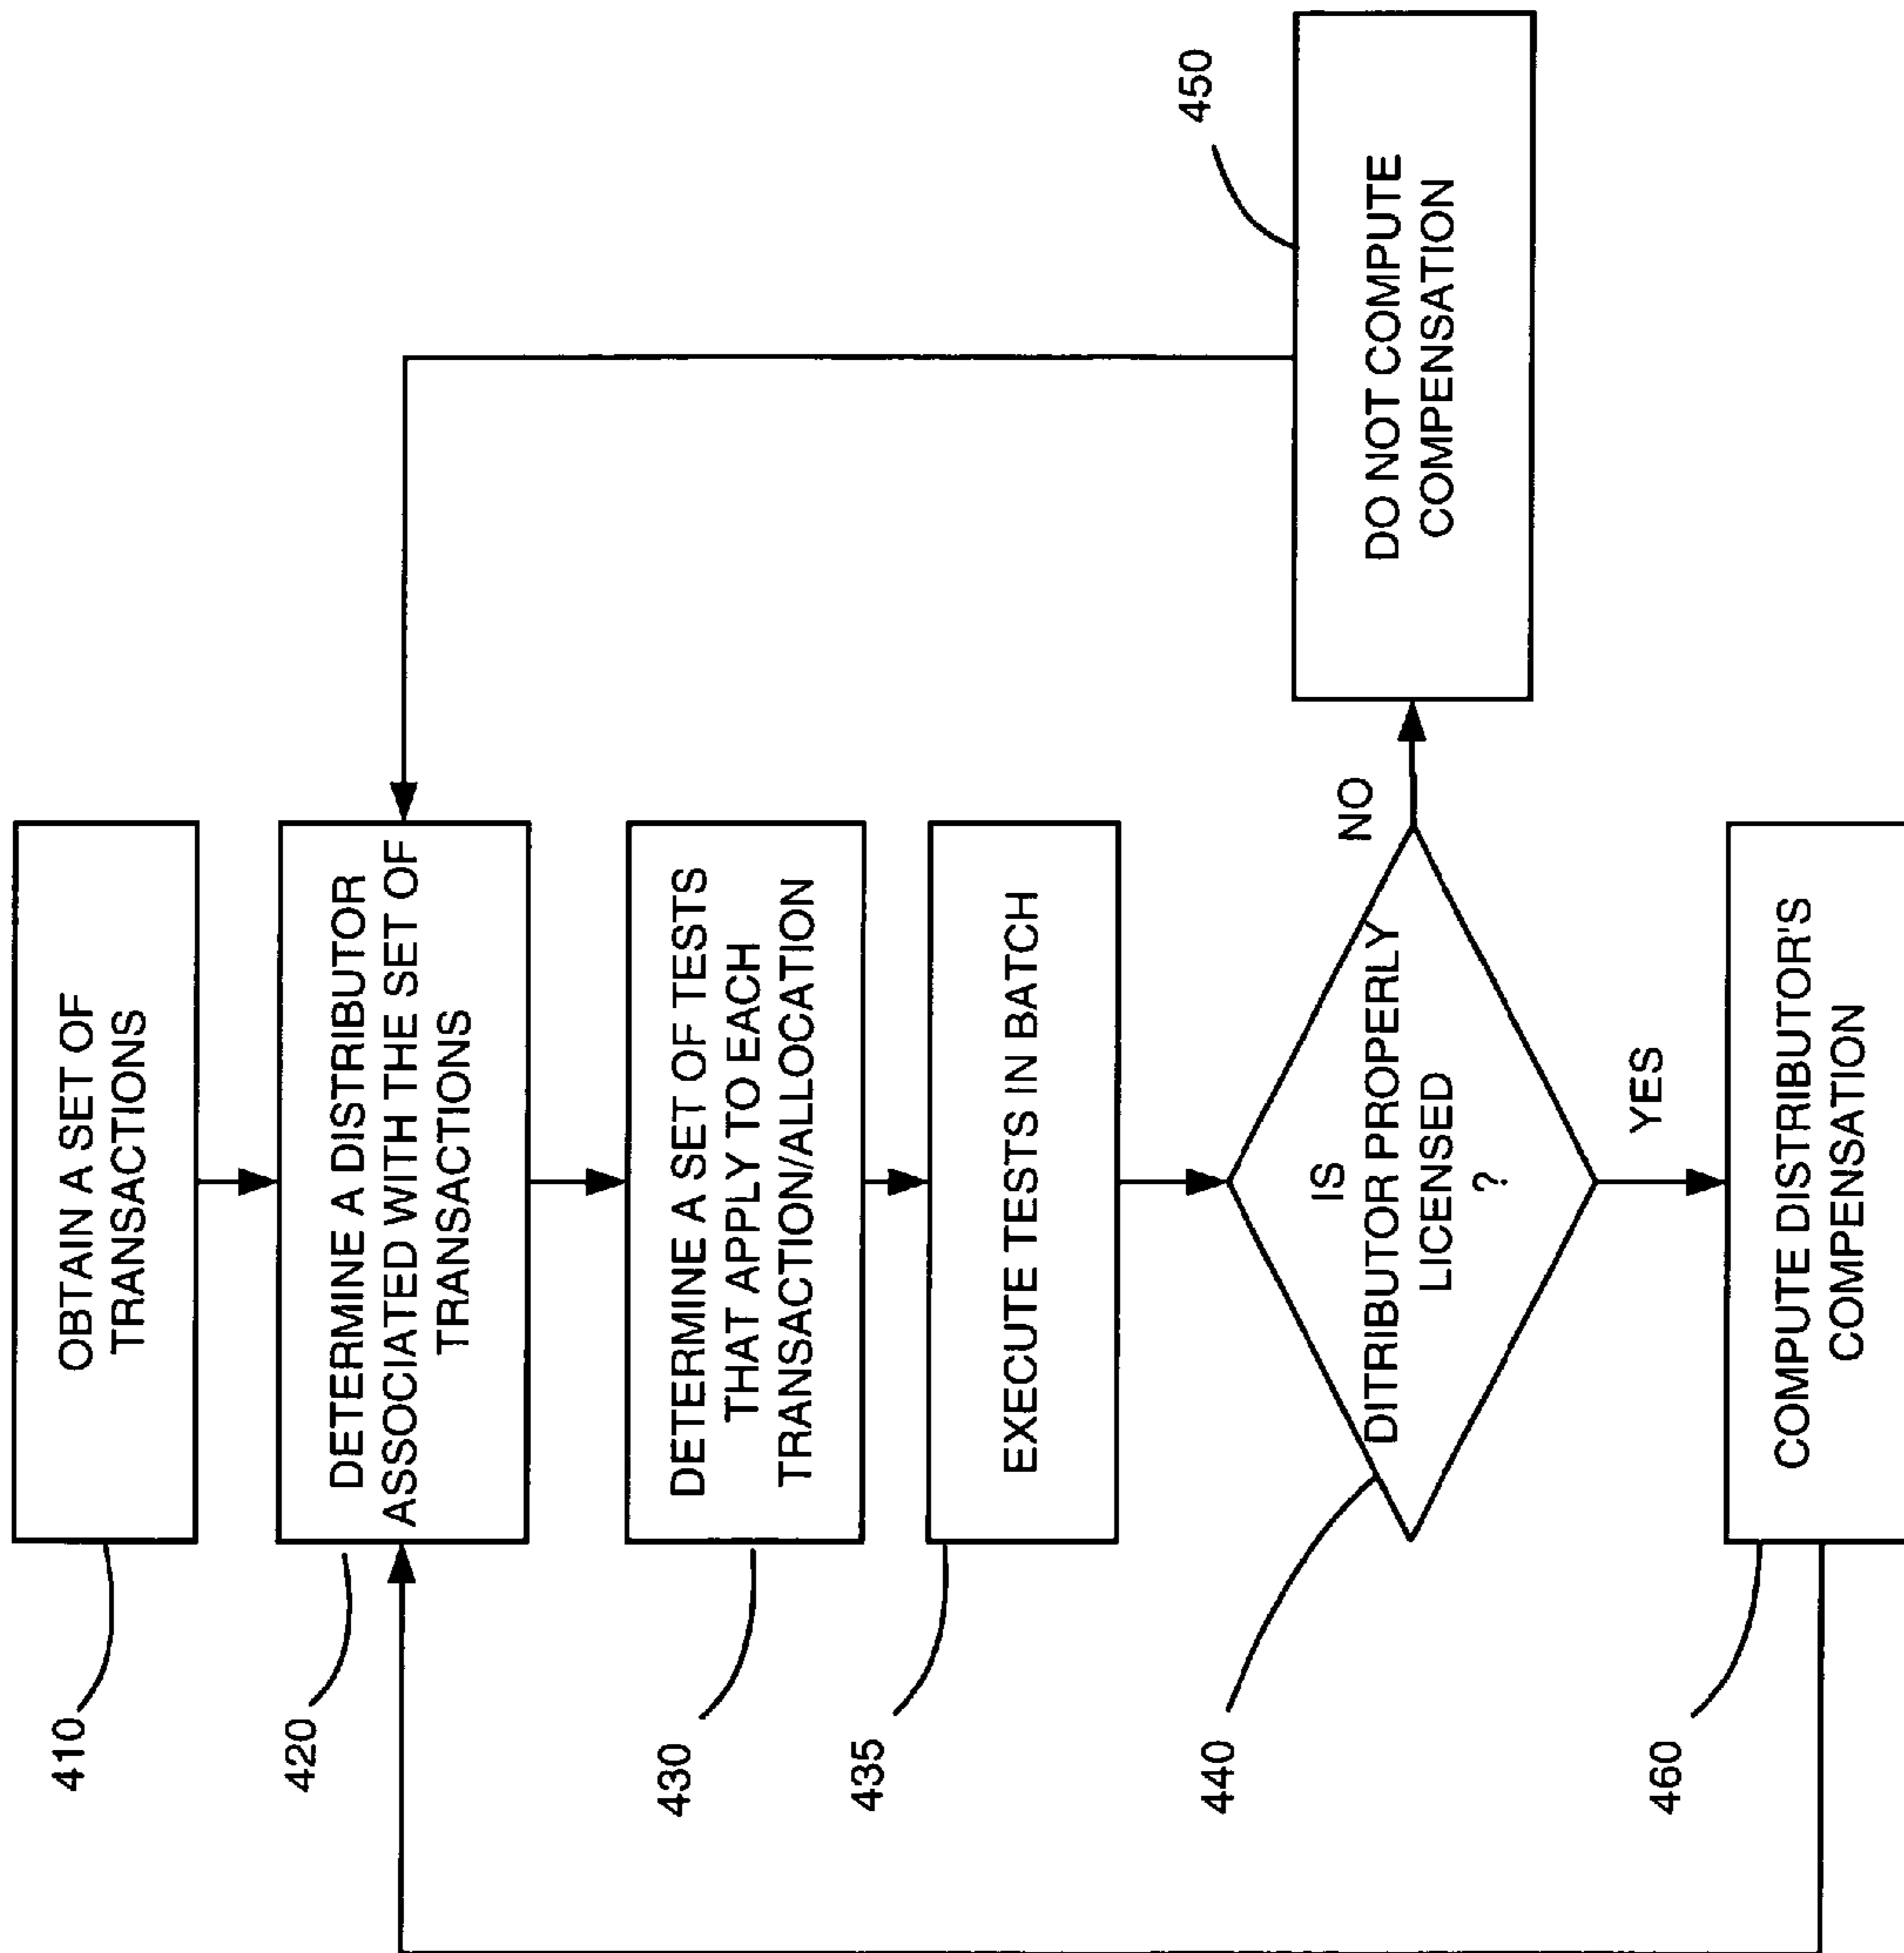 410
OBTAIN A SET OF
TRANSACTIONS
420
DETERMINE A DISTRIBUTOR
ASSOCIATED WITH THE SET OF
TRANSACTIONS
430
DETERMINE A SET OF TESTS
THAT APPLY TO EACH
TRANSACTION/ALLOCATION
435
EXECUTE TESTS IN BATCH
440
IS
DITRIBUTOR PROPERLY
LICENSED
?
NO
450
DO NOT COMPUTE
COMPENSATION
YES
460
COMPUTE DISTRIBUTOR'S
COMPENSATION